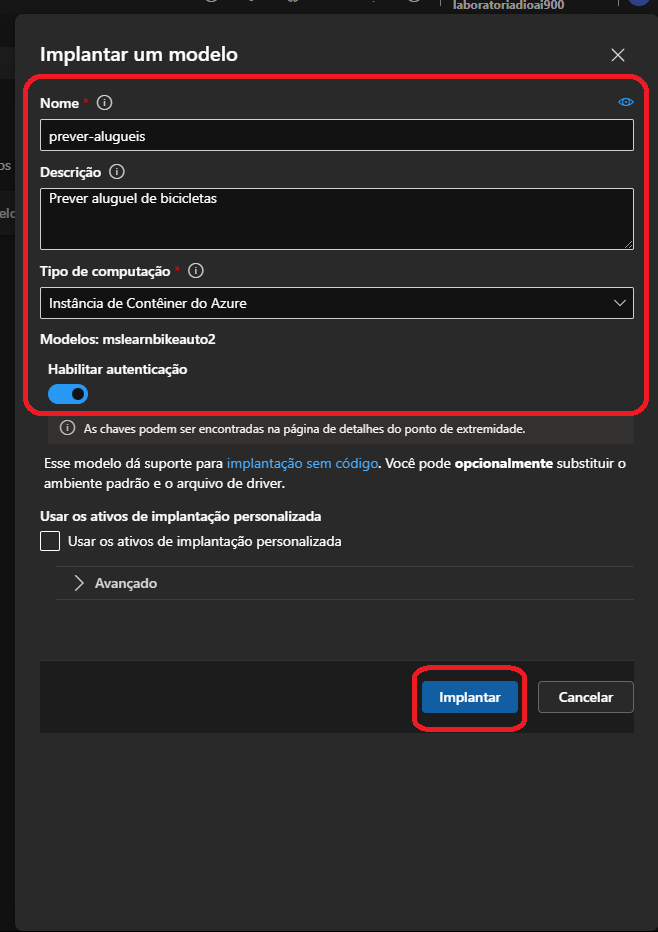 laboratoriadioai900
Implantar um modelo
Nome *
prever-alugueis
os
Descrição
Prever aluguel de bicicletas
elo
Tipo de computação *
Instância de Contêiner do Azure
Modelos: mslearnbikeauto2
Habilitar autenticação
As chaves podem ser encontradas na página de detalhes do ponto de extremidade.
Esse modelo dá suporte para implantação sem código. Você pode opcionalmente substituir o
ambiente padrão e o arquivo de driver.
Usar os ativos de implantação personalizada
Usar os ativos de implantação personalizada
Avançado
Implantar
Cancelar